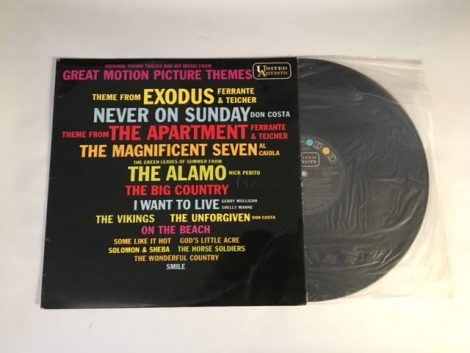 ORIGINAL SOUND TRACKS AND HIT MUSIC FROM
GREAT MOTION PICTURE THEMES
UNITED
ARTISTS
THEME FROM EXODUS FERRANTE
& TEICHER
NEVER ON SUNDAY DON COSTA
THEME FROM THE APARTMENT FERRANTE
& TEICHER
THE MAGNIFICENT SEVEN AL
CAIOLA
THE GREEN LEAVES OF SUMMER FROM
THE ALAMO NICK PERITO
THE BIG COUNTRY
I WANT TO LIVE GERRY MULLIGAN
SHELLY MANNE
THE VIKINGS THE UNFORGIVEN DON COSTA
ON THE BEACH
SOME LIKE IT HOT GOD'S LITTLE ACRE
SOLOMON & SHEBA THE HORSE SOLDIERS
THE WONDERFUL COUNTRY
SMILE
UNITED
ARTISTS